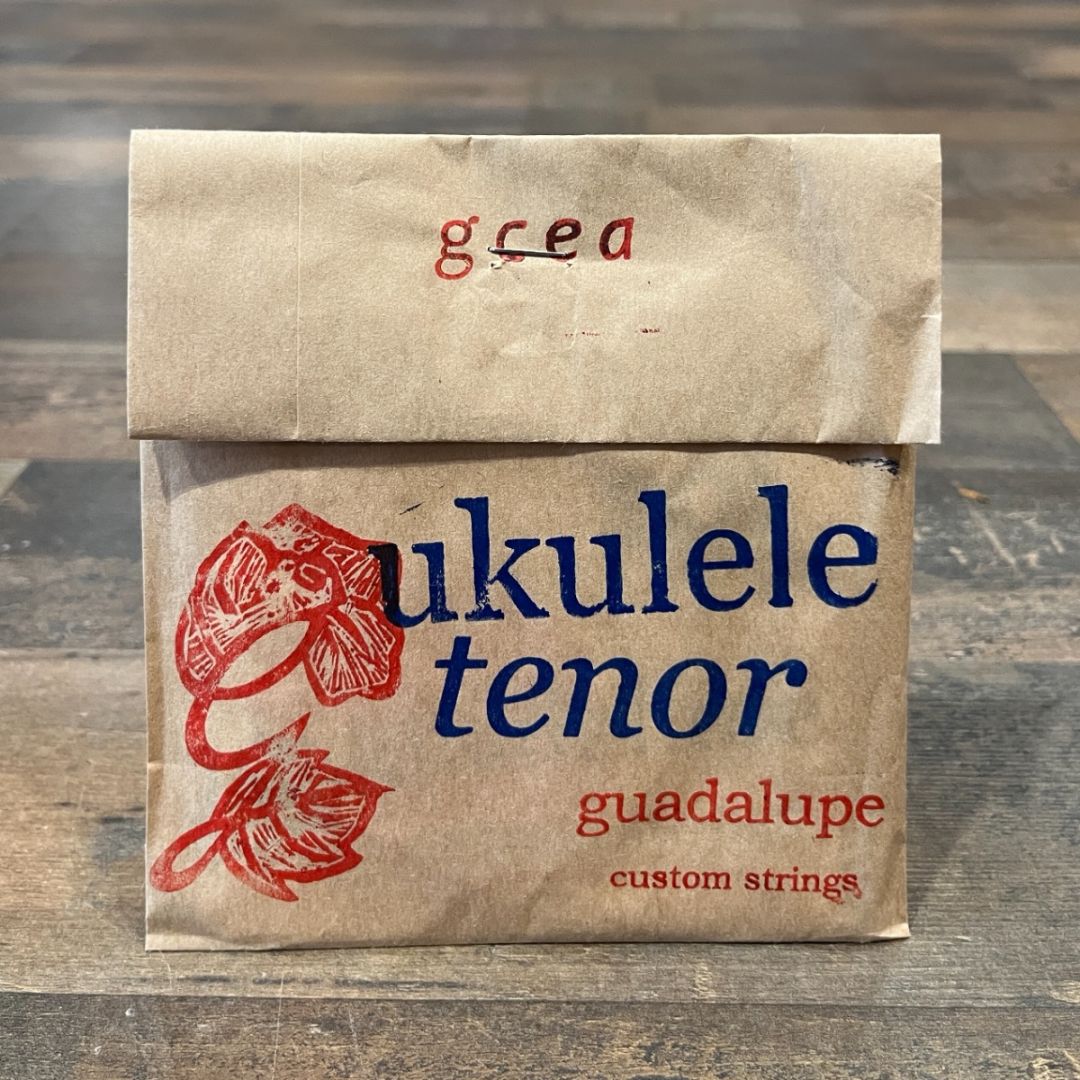 gcea
ukulele
tenor
guadalupe
custom strings